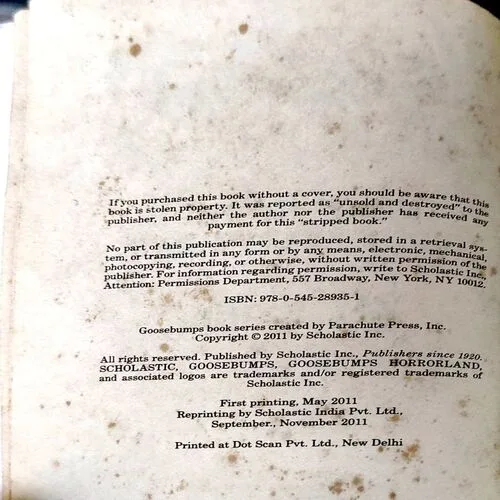 If you purchased this book without a cover, you should be aware that this
book is stolen property. It was reported as "unsold and destroyed" to the
publisher, and neither the author nor the publisher has received any
payment for this "stripped book."
No part of this publication may be reproduced, stored in a retrieval sys-
tem, or transmitted in any form or by any means, electronic, mechanical,
photocopying, recording, or otherwise, without written permission of the
publisher. For information regarding permission, write to Scholastic Inc.,
Attention: Permissions Department, 557 Broadway, New York, NY 10012.
ISBN: 978-0-545-28935-1
Goosebumps book series created by Parachute Press, Inc.
Copyright © 2011 by Scholastic Inc.
All rights reserved. Published by Scholastic Inc., Publishers since 1920.
SCHOLASTIC, GOOSEBUMPS, GOOSEBUMPS HORRORLAND,
and associated logos are trademarks and/or registered trademarks of
Scholastic Inc.
First printing, May 2011
Reprinting by Scholastic India Pvt. Ltd.,
September., November 2011
Printed at Dot Scan Pvt. Ltd., New Delhi